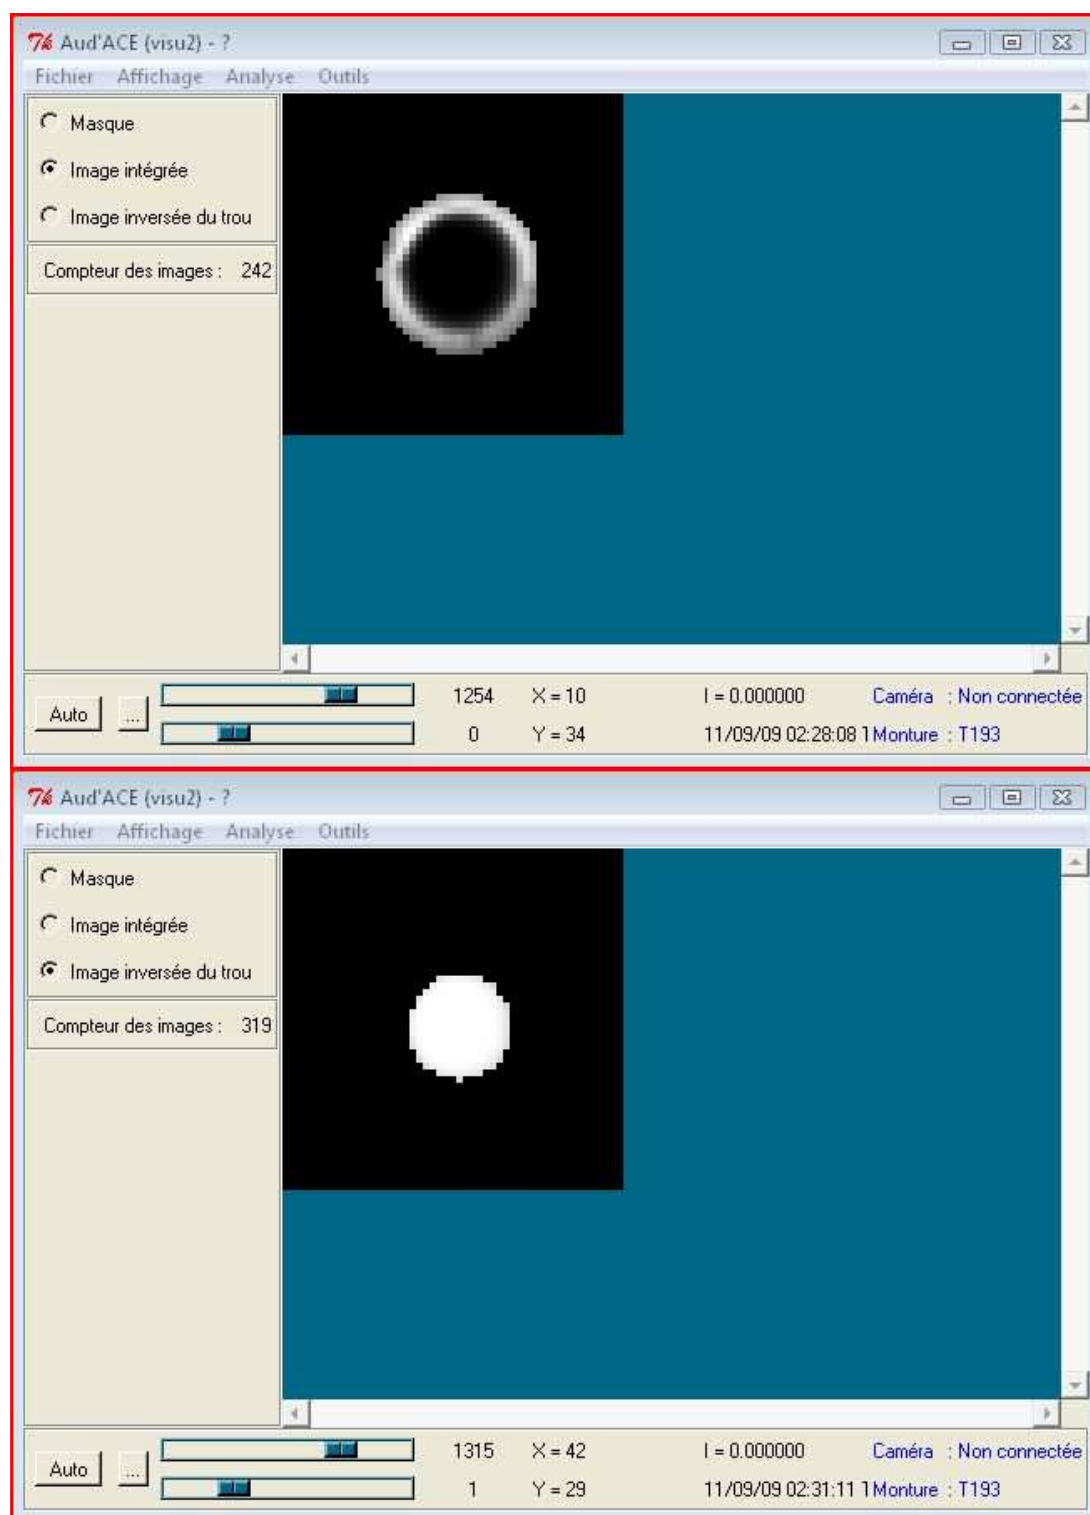 Aud'ACE (visu2) - ?
Fichier Affichage Analyse Outils
Masque
Image intégrée
Image inversée du trou
Compteur des images : 242
Auto ... 1254 X = 10 I = 0.000000 Caméra : Non connectée
0 Y = 34 11/09/09 02:28:08 Monture : T193
Aud'ACE (visu2) - ?
Fichier Affichage Analyse Outils
Masque
Image intégrée
Image inversée du trou
Compteur des images : 319
Auto ... 1315 X = 42 I = 0.000000 Caméra : Non connectée
1 Y = 29 11/09/09 02:31:11 Monture : T193